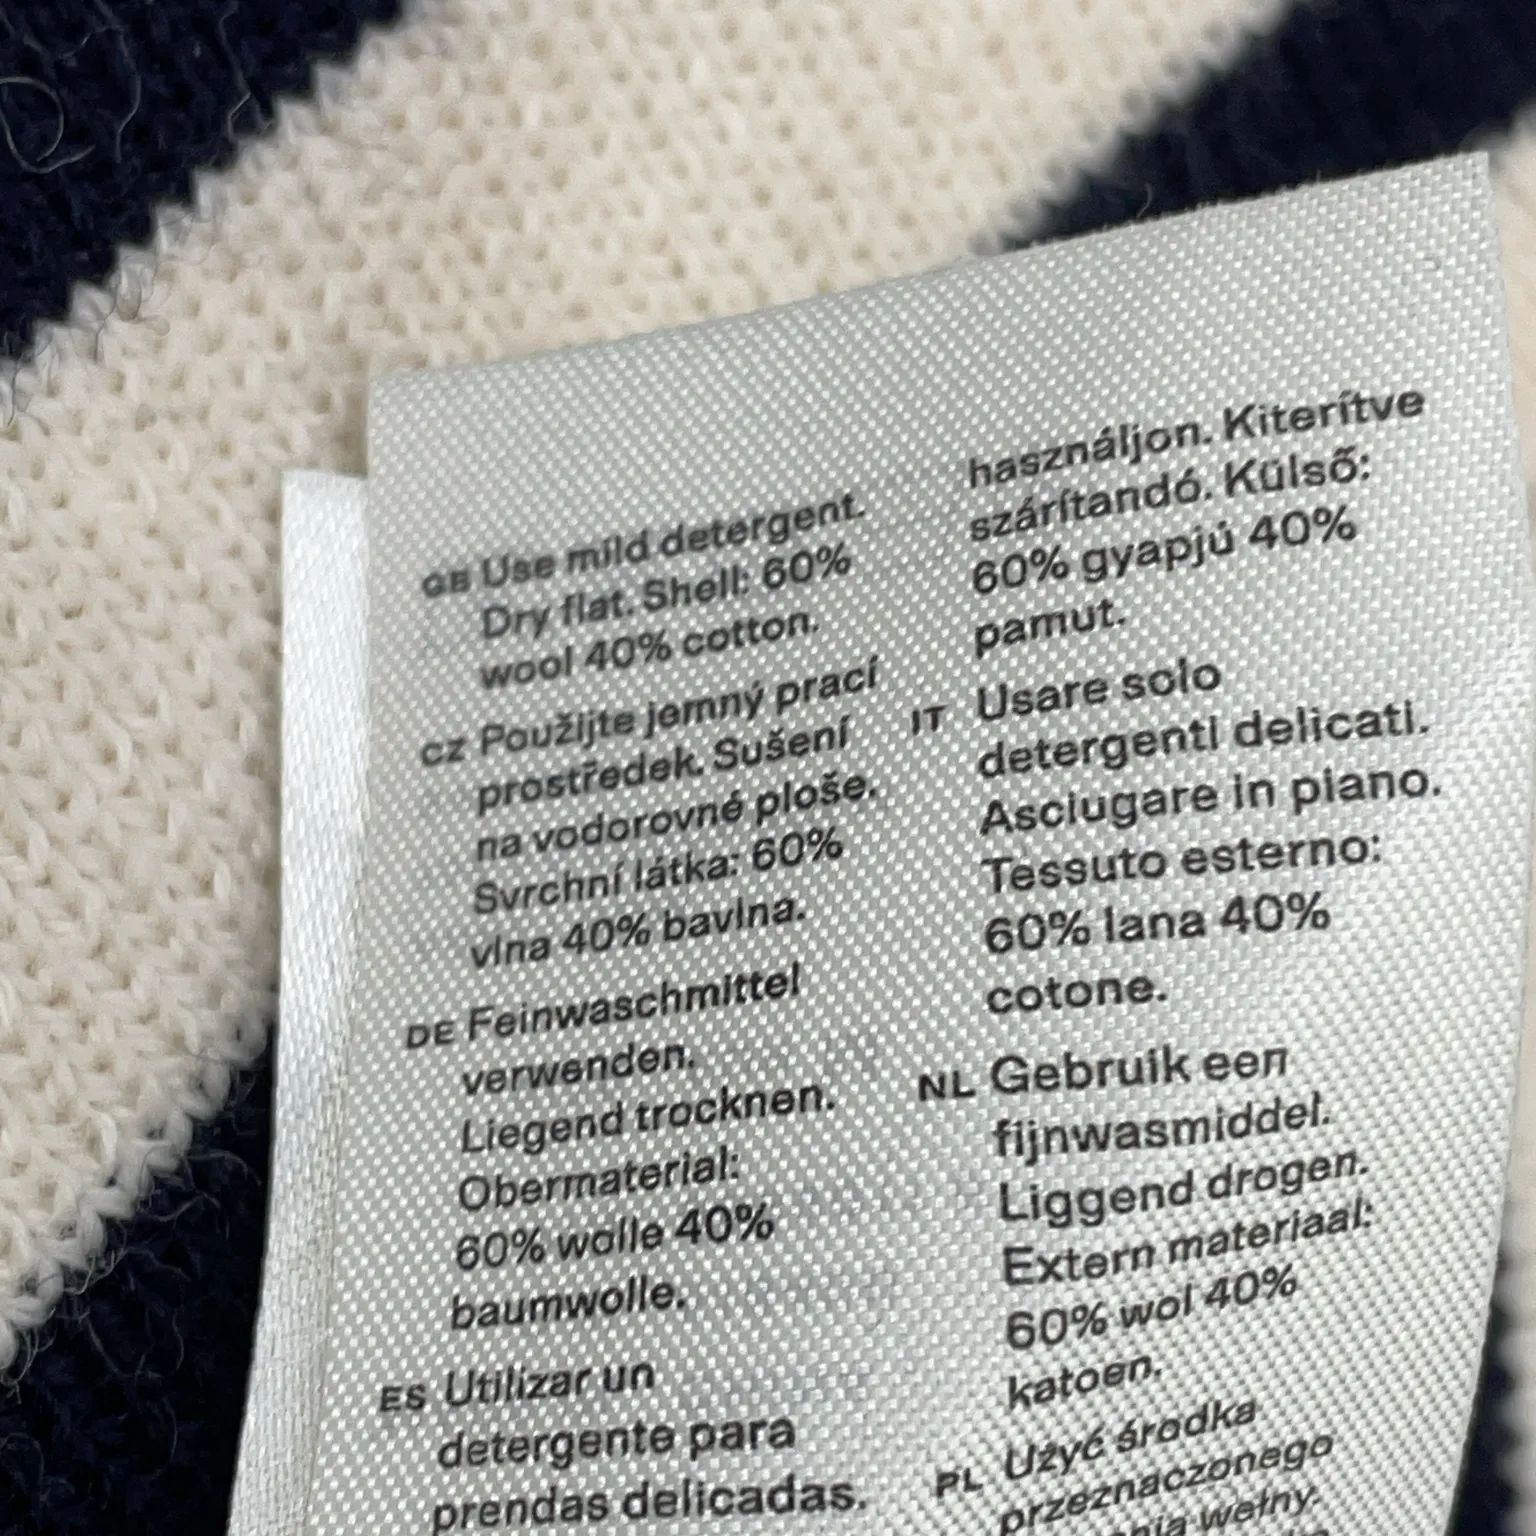 GB Use mild detergent.
Dry flat. Shell: 60%
wool 40% cotton.
CZ Použijte jemný prací
prostředek. Sušení
na vodorovné ploše.
Svrchní látka: 60%
vlna 40% bavlna.
DE Feinwaschmittel
verwenden.
Liegend trocknen.
Obermaterial:
60% wolle 40%
baumwolle.
ES Utilizar un
detergente para
prendas delicadas.
használjon. Kiterítve
szárítandó. Külső:
60% gyapjú 40%
pamut.
IT Usare solo
detergenti delicati.
Asciugare in piano.
Tessuto esterno:
60% lana 40%
cotone.
NL Gebruik een
fijnwasmiddel.
Liggend drogen.
Extern materiaal:
60% wol 40%
katoen.
PL Użyć środka
przeznaczonego
wełny.